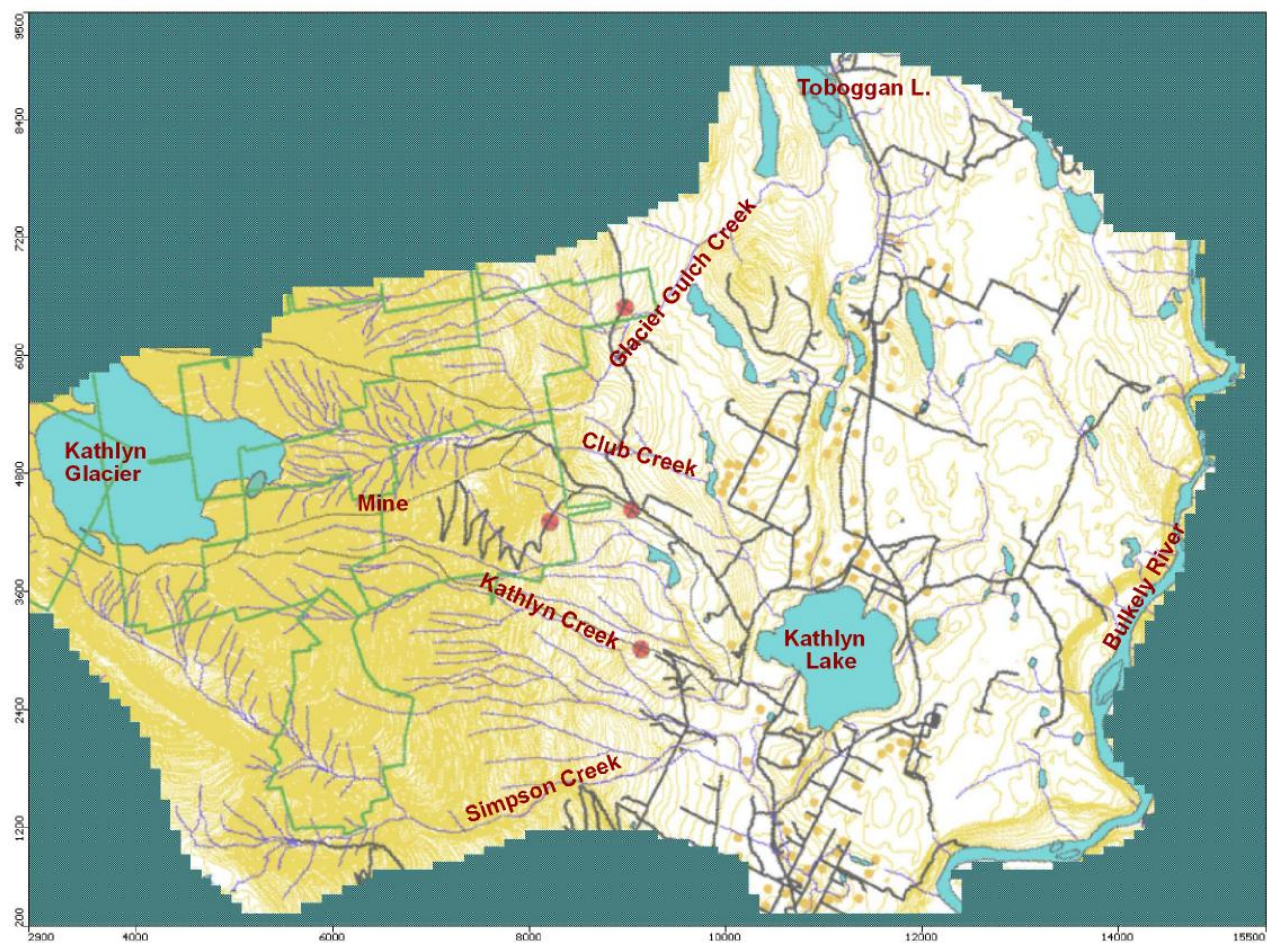 9500
Toboggan L.
8400
7200
Glacier Gulch Creek
6000
Kathlyn
Glacier
Club Creek
4800
Mine
Bulkely River
3600
Kathlyn Creek
Kathlyn
Lake
2400
Simpson Creek
1200
200
2900 4000 6000 8000 10000 12000 14000 15500